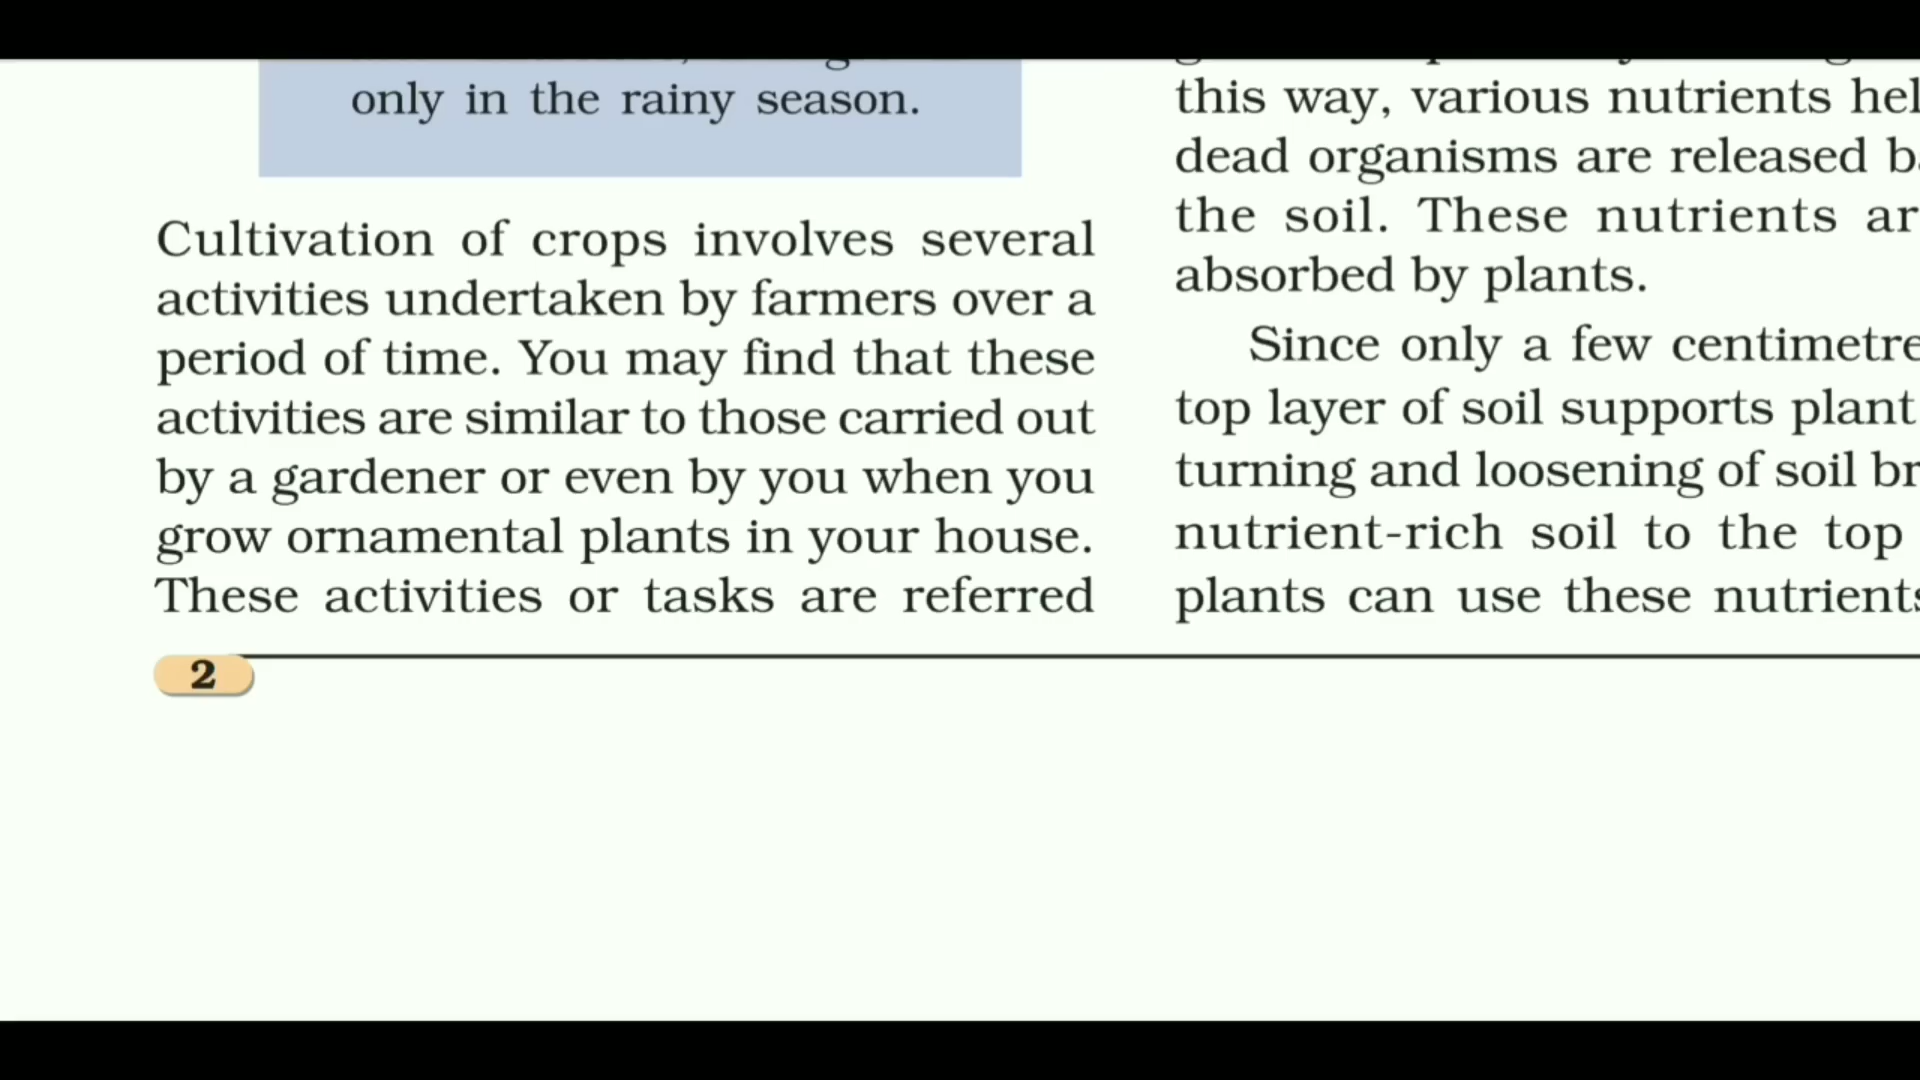 only in the rainy season.
Cultivation of crops involves several
activities undertaken by farmers over a
period of time. You may find that these
activities are similar to those carried out
by a gardener or even by you when you
grow ornamental plants in your house.
These activities or tasks are referred
2
this way, various nutrients
dead organisms are released
the soil. These nutrients
absorbed by plants.
Since only a few
top layer of soil supports plant
turning and loosening of soil
nutrient-rich soil to the top
plants can use these nutrients